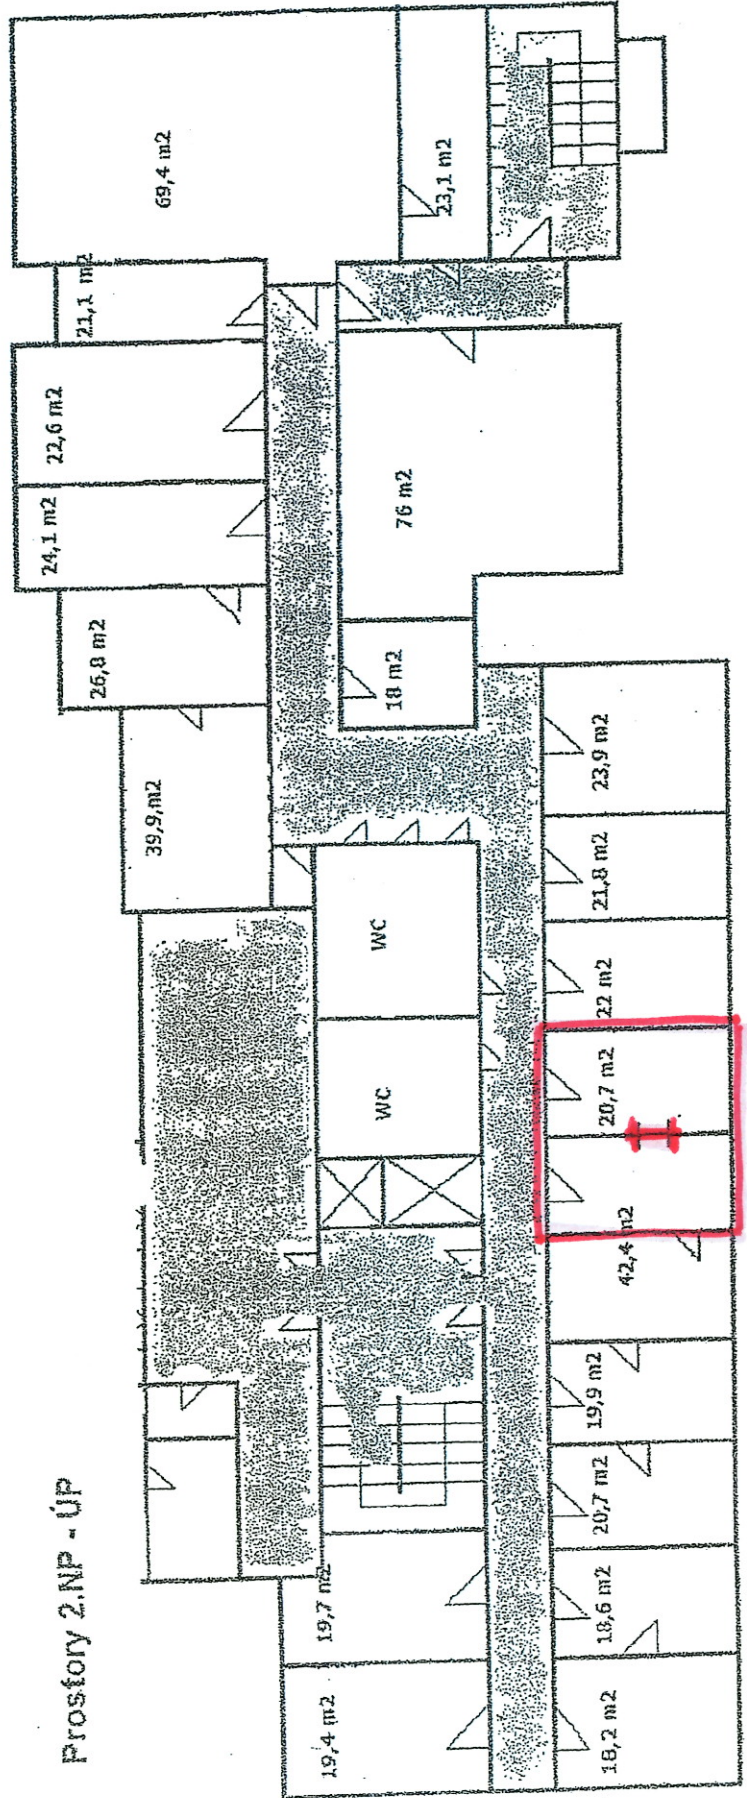 Prostory 2.NP - ÚP
69,4 m2
23,1 m2
21,1 m2
22,6 m2
24,1 m2
26,8 m2
39,9 m2
76 m2
18 m2
WC
WC
23,9 m2
21,8 m2
22 m2
20,7 m2
42,4 m2
19,9 m2
20,7 m2
18,6 m2
18,2 m2
19,7 m2
19,4 m2